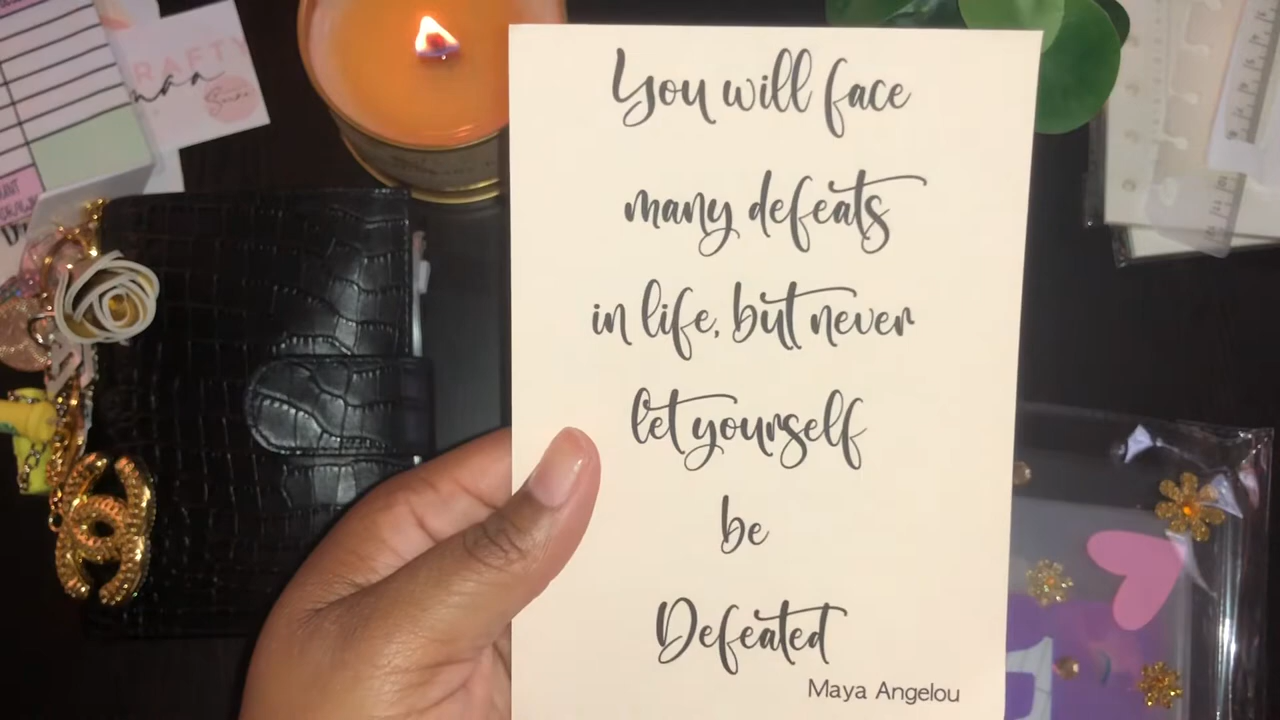 You will face
many defeats
in life, but never
let yourself
be
Defeated
Maya Angelou